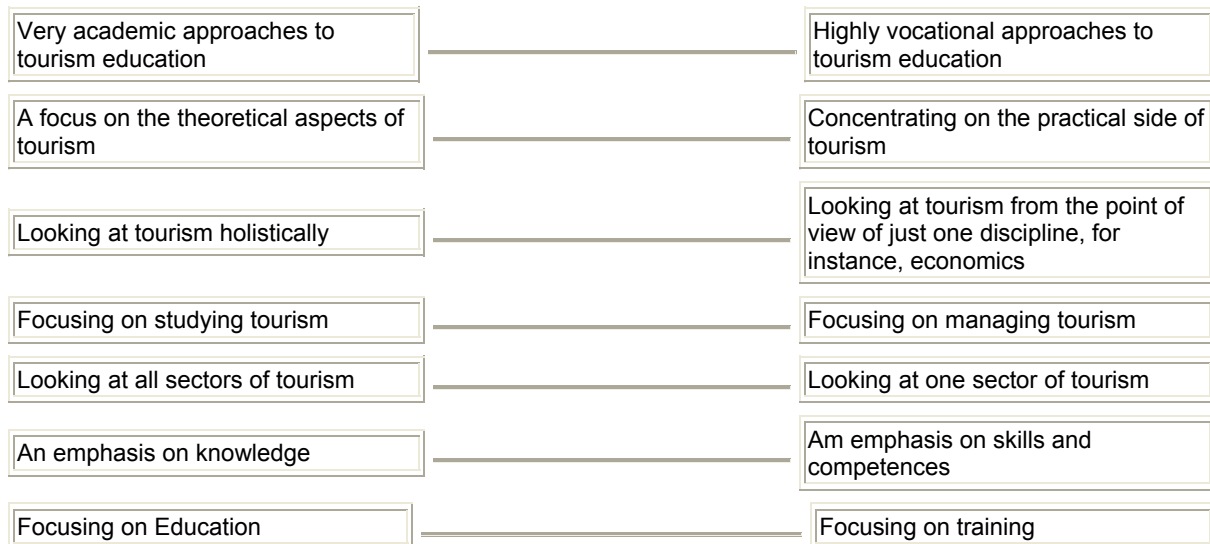 Very academic approaches to
tourism education
Highly vocational approaches to
tourism education
A focus on the theoretical aspects of
tourism
Concentrating on the practical side of
tourism
Looking at tourism holistically
Looking at tourism from the point of
view of just one discipline, for
instance, economics
Focusing on studying tourism
Focusing on managing tourism
Looking at all sectors of tourism
Looking at one sector of tourism
An emphasis on knowledge
Am emphasis on skills and
competences
Focusing on Education
Focusing on training